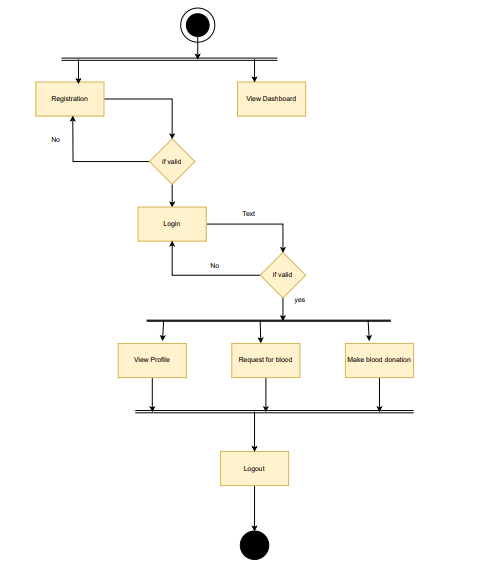 Registration
View Dashboard
No
if valid
Login
Text
No
if valid
yes
View Profile
Request for blood
Make blood donation
Logout